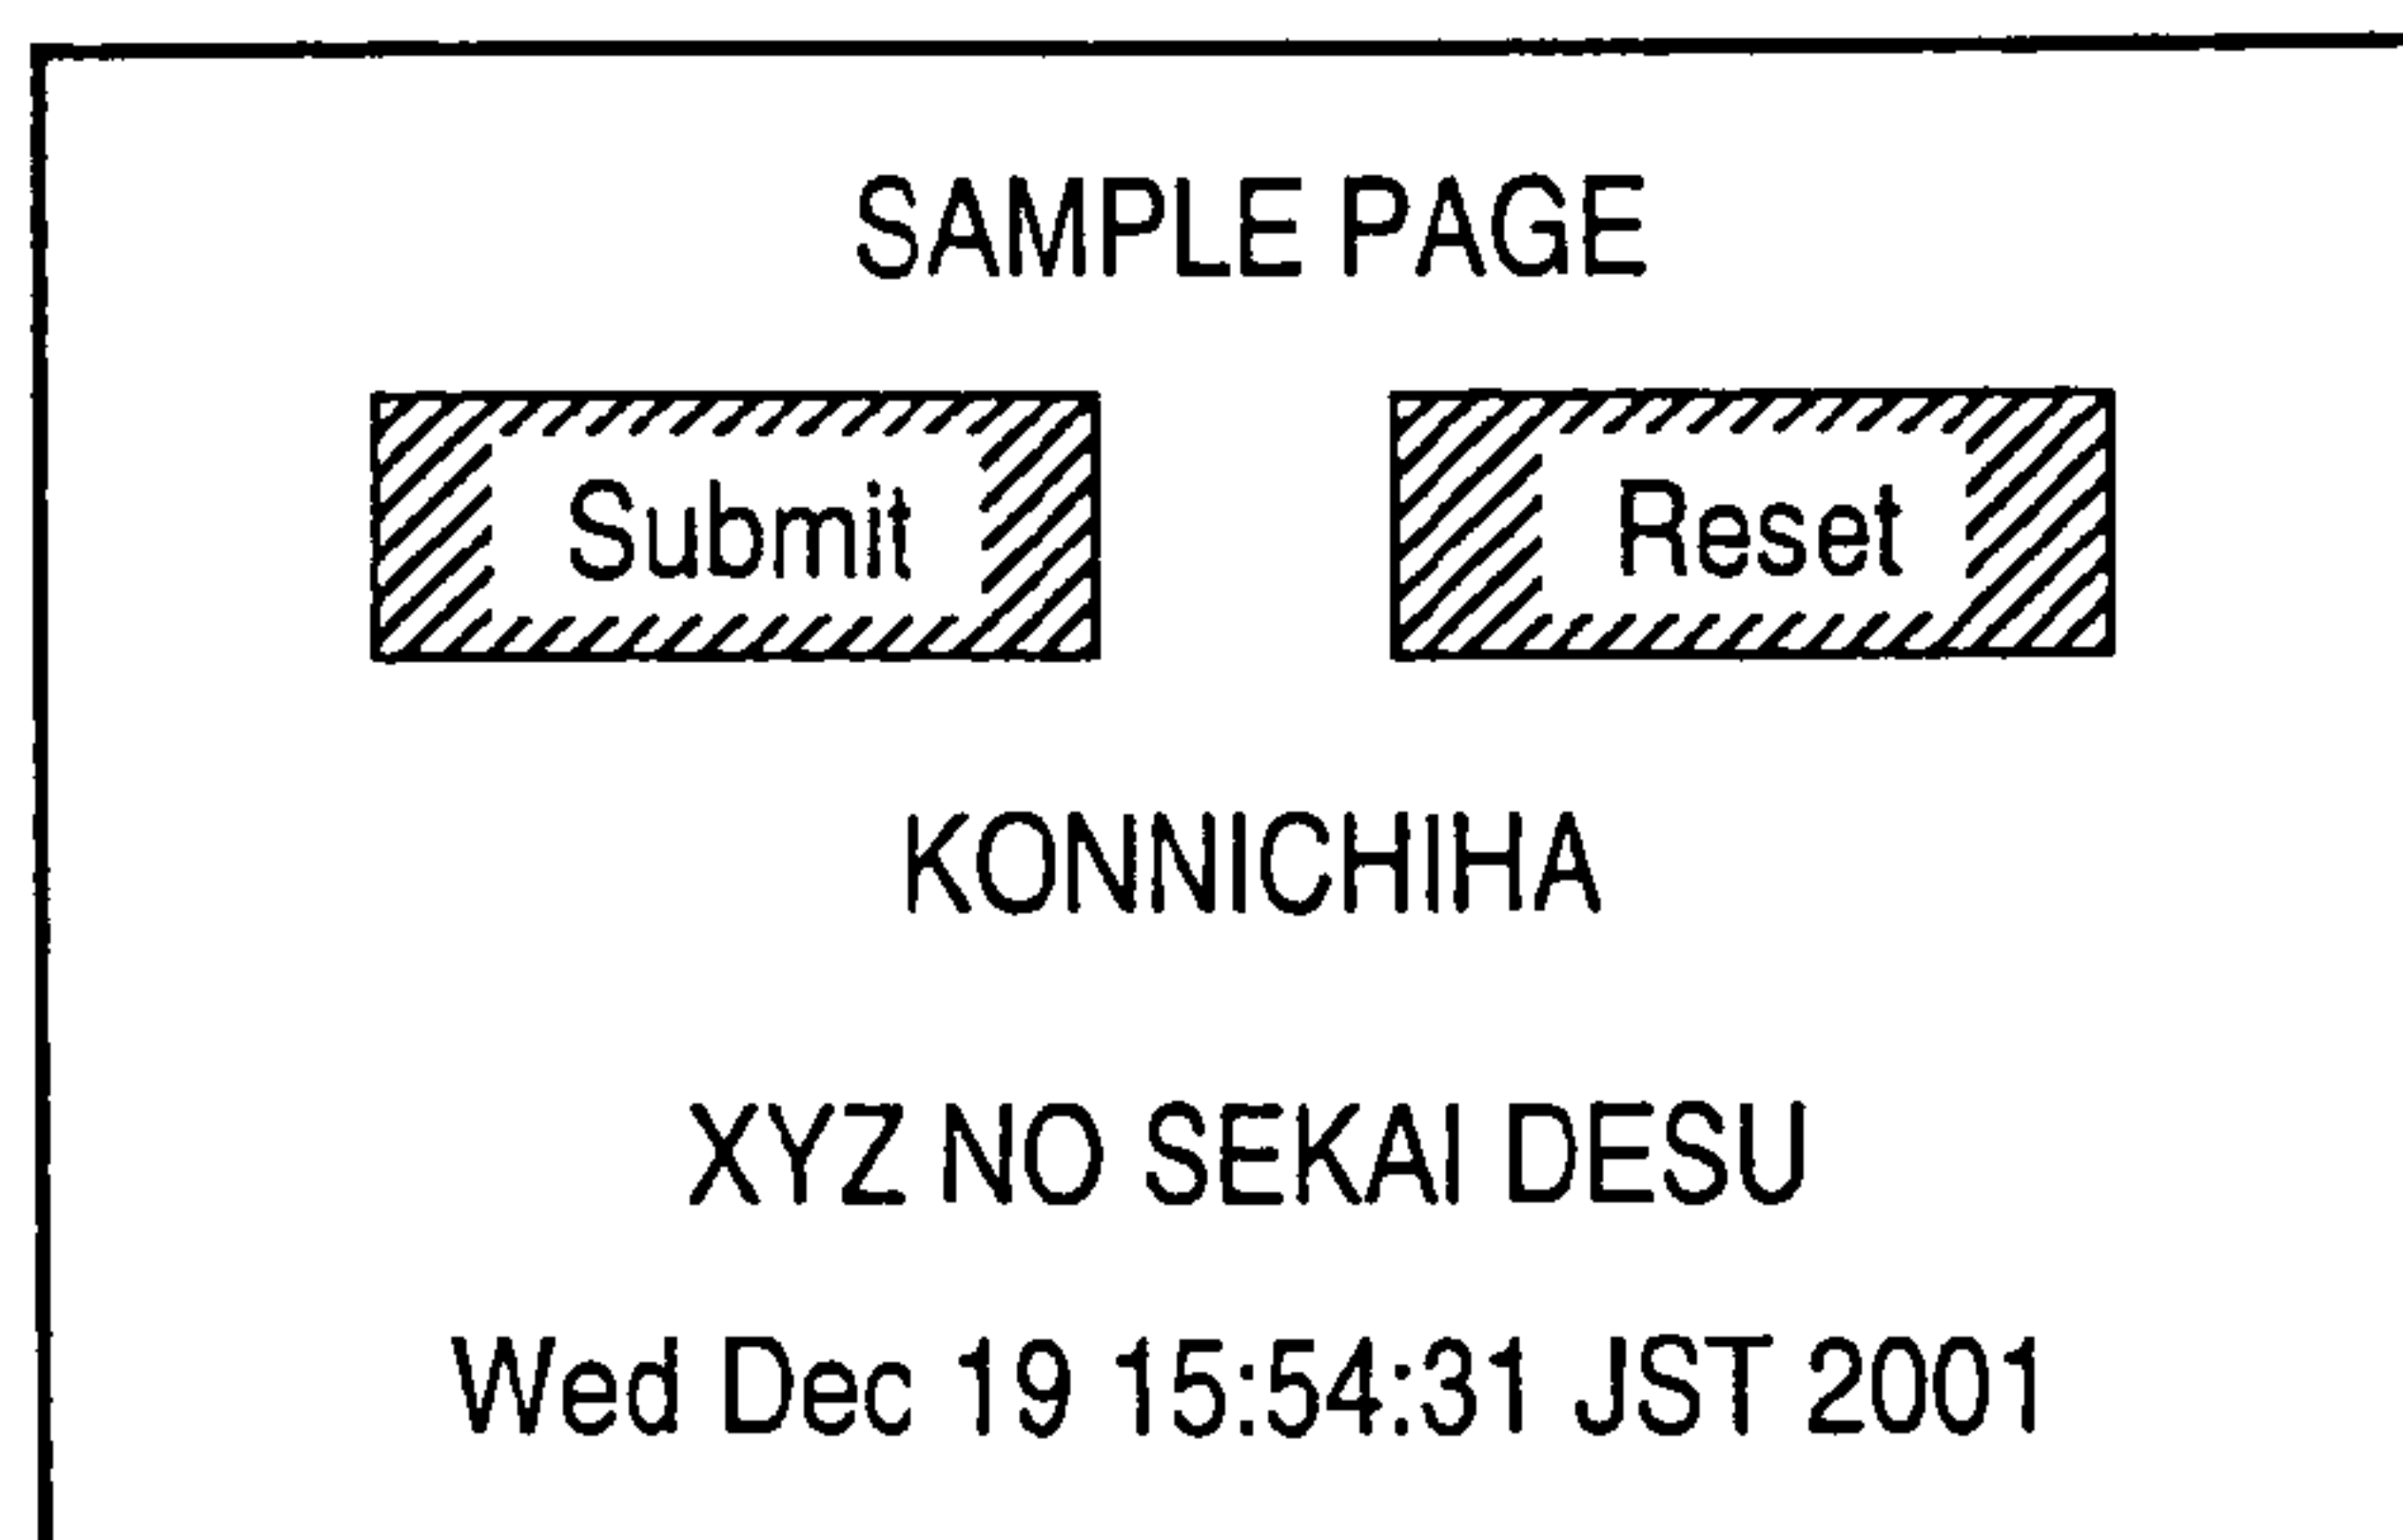 SAMPLE PAGE
Submit Reset
KONNICHIHA
XYZ NO SEKAI DESU
Wed Dec 19 15:54:31 JST 2001